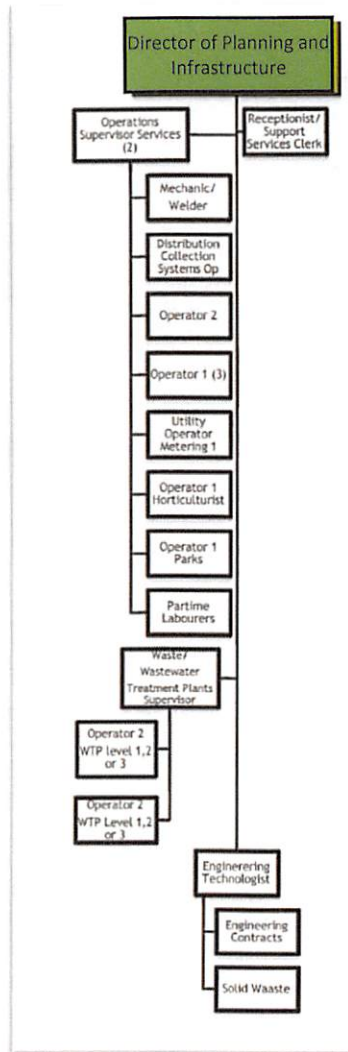 Director of Planning and
Infrastructure
Operations
Supervisor Services
(2)
Receptionist/
Support
Services Clerk
Mechanic/
Welder
Distribution
Collection
Systems Op
Operator 2
Operator 1 (3)
Utility
Operator
Metering 1
Operator 1
Horticulturist
Operator 1
Parks
Partime
Labourers
Waste/
Wastewater
Treatment Plants
Supervisor
Operator 2
WTP level 1,2
or 3
Operator 2
WTP Level 1,2
or 3
Enginerering
Technologist
Engineering
Contracts
Solid Waaste